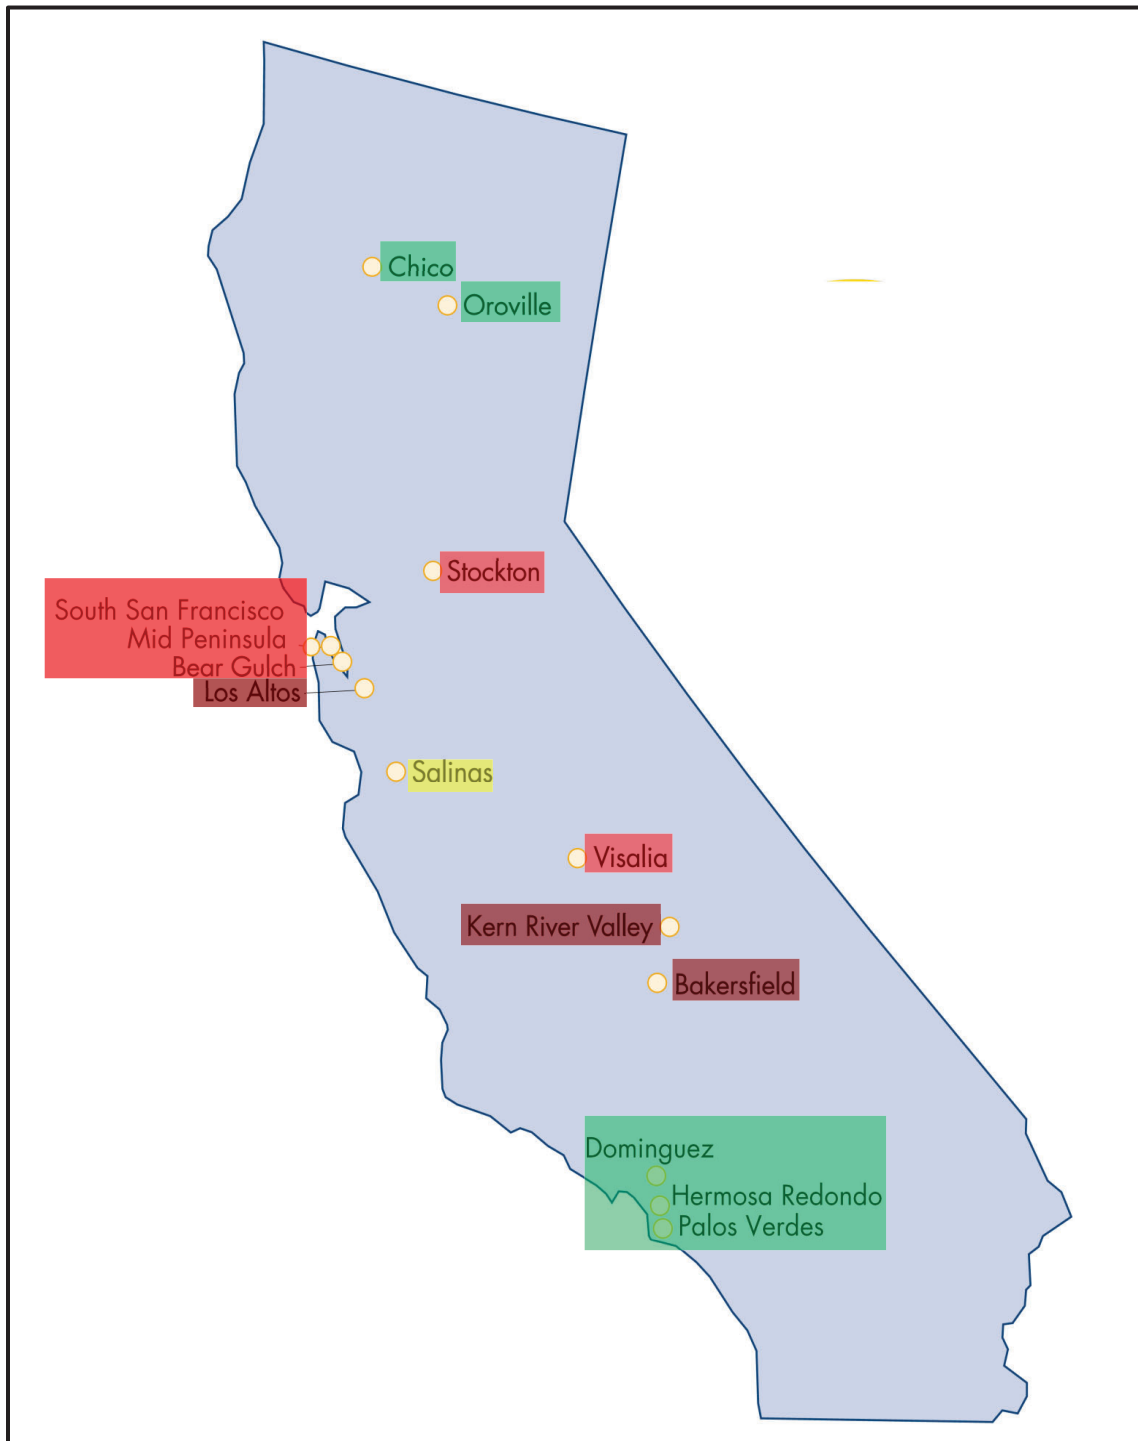 Chico
Oroville
Stockton
South San Francisco
Mid Peninsula
Bear Gulch
Los Altos
Salinas
Visalia
Kern River Valley
Bakersfield
Dominguez
Hermosa Redondo
Palos Verdes